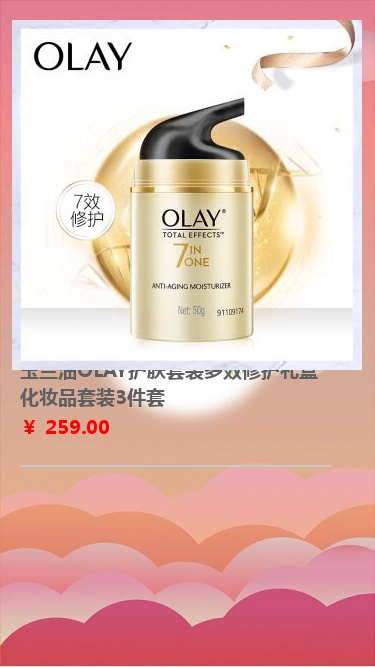 OLAY
7效
修护
OLAY®
TOTAL EFFECTS™
7 IN
ONE
ANTI-AGING MOISTURIZER
Net: 50g
91109174
玉兰油OLAY护肤套装多效修护礼盒
化妆品套装3件套
¥ 259.00